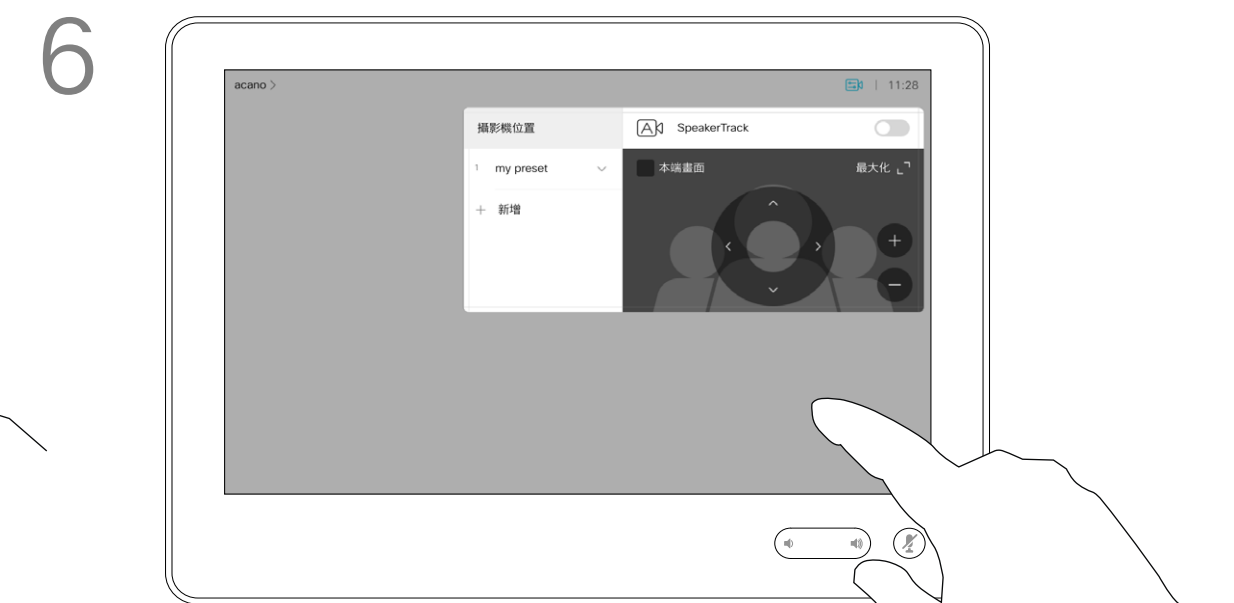 6
acano >
11:28
攝影機位置
SpeakerTrack
1 my preset
本端畫面
最大化
+ 新增